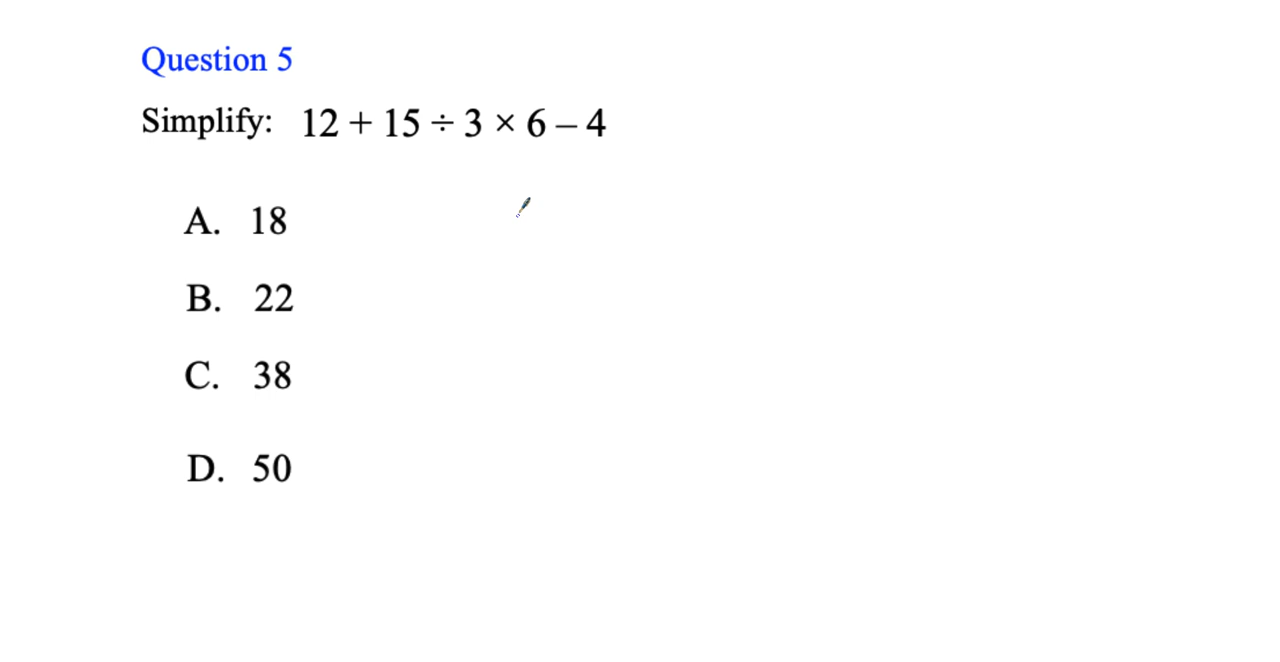 Question 5
Simplify: 12 + 15 ÷ 3 × 6 – 4
A. 18
B. 22
C. 38
D. 50